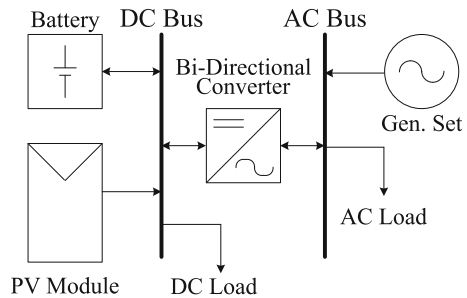 Battery
DC Bus
AC Bus
Bi-Directional
Converter
Gen. Set
AC Load
PV Module
DC Load